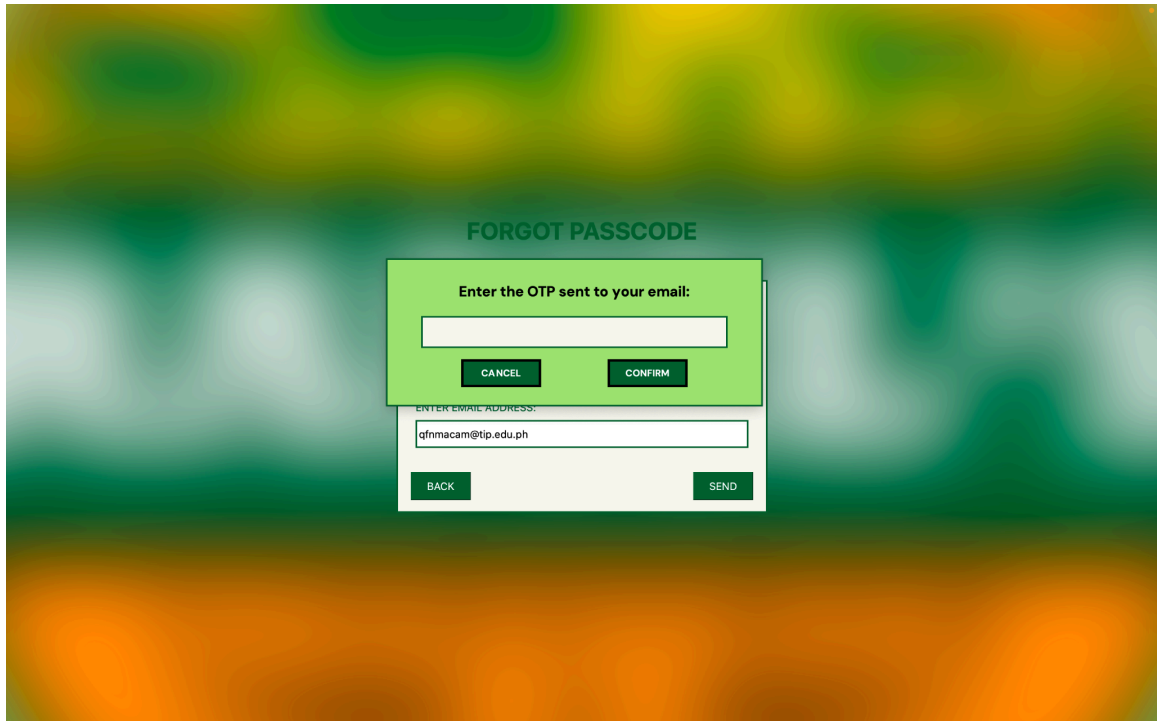 FORGOT PASSCODE
Enter the OTP sent to your email:
CANCEL CONFIRM
ENTER EMAIL ADDRESS:
qfnmacam@tip.edu.ph
BACK SEND